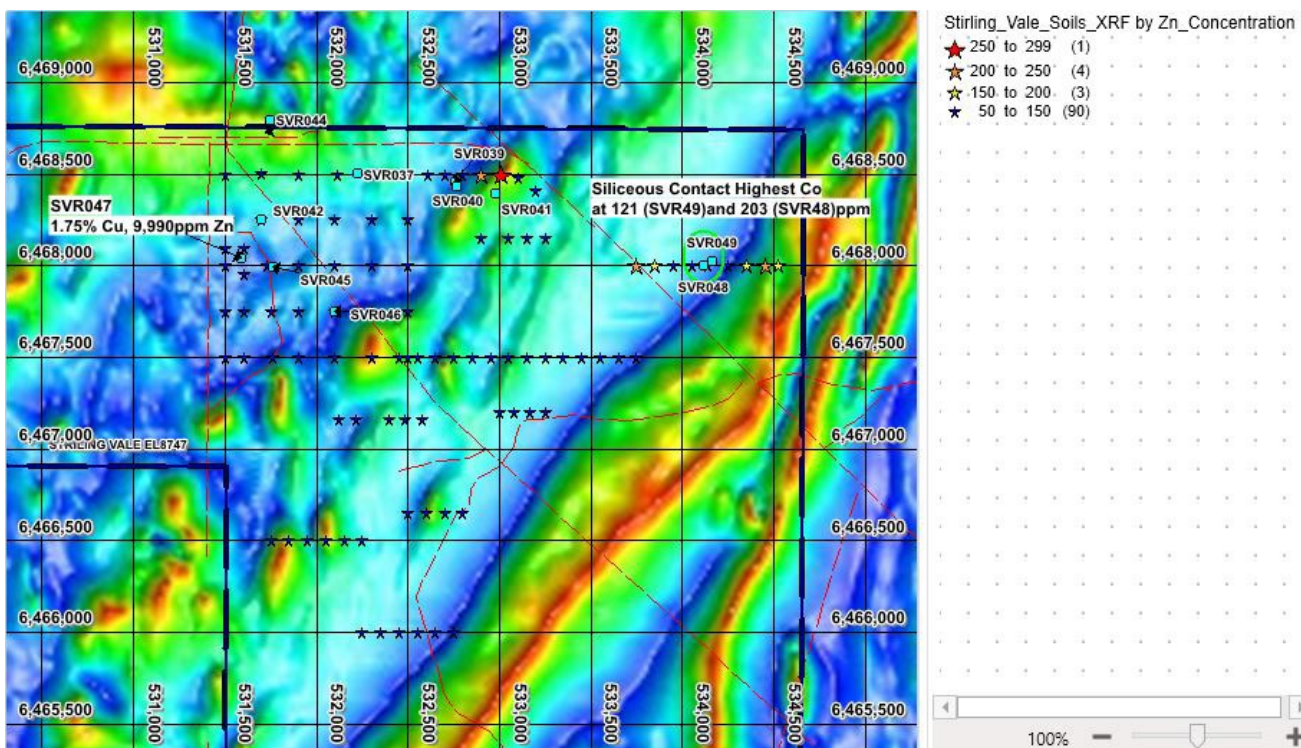 531,000
531,500
532,000
532,500
533,000
533,500
534,000
534,500
6,469,000
6,469,000
SVR044
6,468,500
SVR039
6,468,500
SVR037
SVR040
SVR041
Siliceous Contact Highest Co
at 121 (SVR49)and 203 (SVR48)ppm
SVR047
1.75% Cu, 9,990ppm Zn
SVR042
SVR049
6,468,000
SVR045
SVR048
6,468,000
SVR046
6,467,500
6,467,500
6,467,000
6,467,000
STIRLING VALE EL8747
6,466,500
6,466,500
6,466,000
6,466,000
6,465,500
6,465,500
531,000
531,500
532,000
532,500
533,000
533,500
534,000
534,500
Stirling_Vale_Soils_XRF by Zn_Concentration
250 to 299 (1)
200 to 250 (4)
150 to 200 (3)
50 to 150 (90)
100%